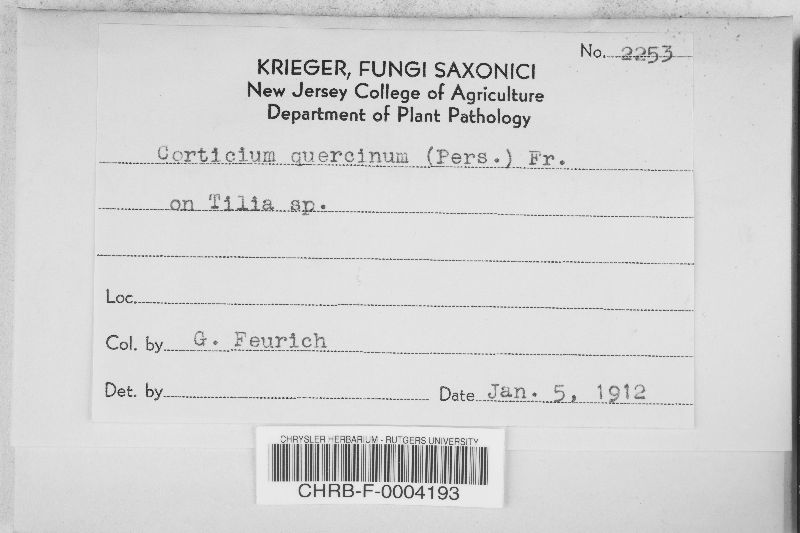 No. 2253
KRIEGER, FUNGI SAXONICI
New Jersey College of Agriculture
Department of Plant Pathology
Corticium quercinum (Pers.) Fr.
on Tilia sp.
Loc.
Col. by G. Feurich
Det. by Date Jan. 5, 1912
CHRYSLER HERBARIUM - RUTGERS UNIVERSITY
CHRB-F-0004193